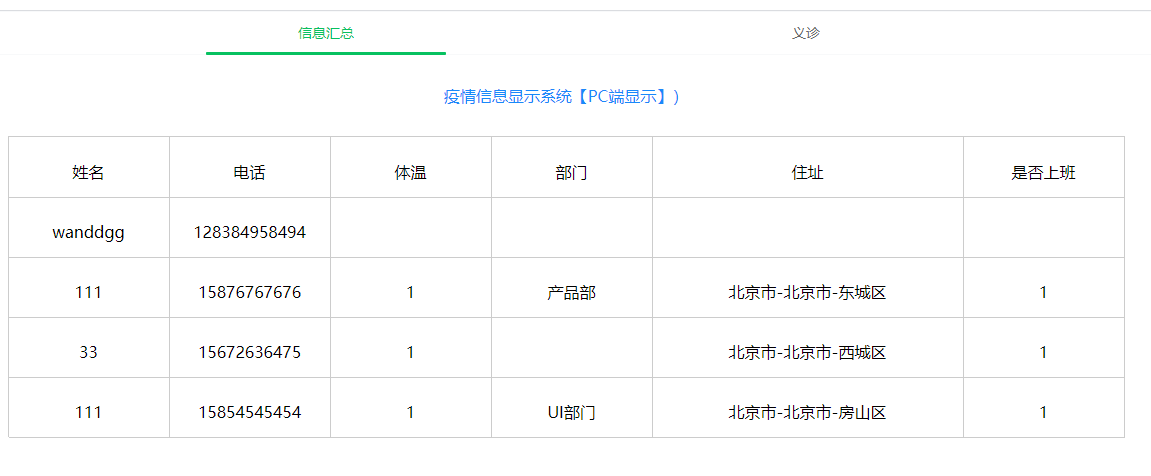 信息汇总 义诊
疫情信息显示系统【PC端显示】)
姓名 电话 体温 部门 住址 是否上班
wanddgg 128384958494
111 15876767676 1 产品部 北京市-北京市-东城区 1
33 15672636475 1 北京市-北京市-西城区 1
111 15854545454 1 UI部门 北京市-北京市-房山区 1